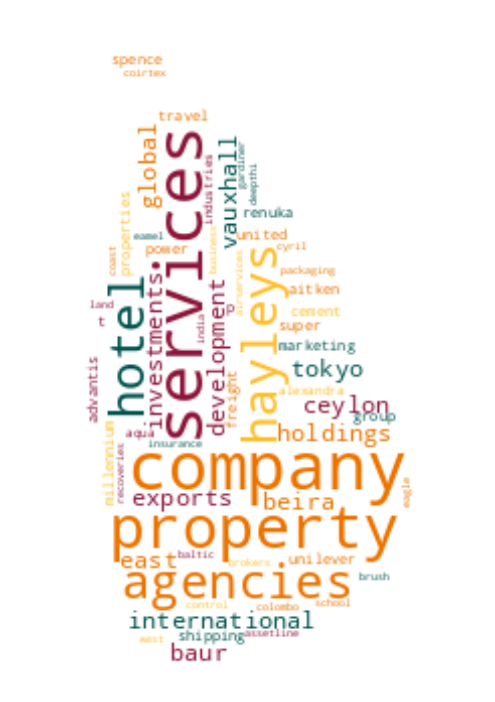 spence
coirtex
travel
global
services
industries
vauxhall
gardiner
deepthi
properties
renuka
eamel
united
coast
power
business
cyril
airservices
packaging
hotel
investments.
hayleys
aitken
development
land
t
p
cement
india
super
marketing
tokyo
advantis
freight
alexandra
ceylon
group
aqua
holdings
millennium
insurance
recoveries
company
eagle
exports
beira
property
east
baltic
brokers
unilever
agencies
brush
control
colombo
school
international
shipping
assetline
west
baur